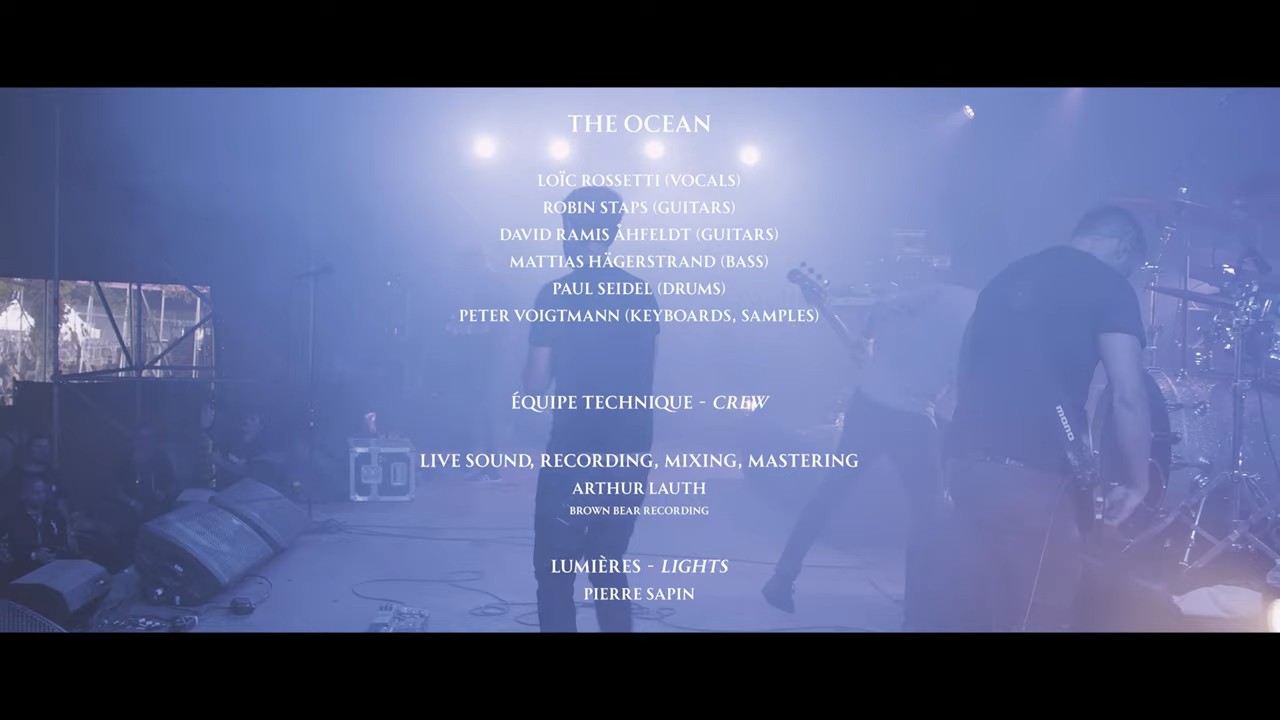 THE OCEAN
LOÏC ROSSETTI (VOCALS)
ROBIN STAPS (GUITARS)
DAVID RAMIS ÅHFELDT (GUITARS)
MATTIAS HÄGERSTRAND (BASS)
PAUL SEIDEL (DRUMS)
PETER VOIGTMANN (KEYBOARDS, SAMPLES)
ÉQUIPE TECHNIQUE - CREW
mono
LIVE SOUND, RECORDING, MIXING, MASTERING
ARTHUR LAUTH
BROWN BEAR RECORDING
LUMIÈRES - LIGHTS
PIERRE SAPIN